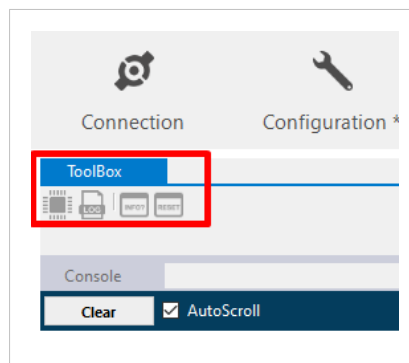 Connection Configuration *
ToolBox
LOG INFO? RESET
Console
Clear AutoScroll